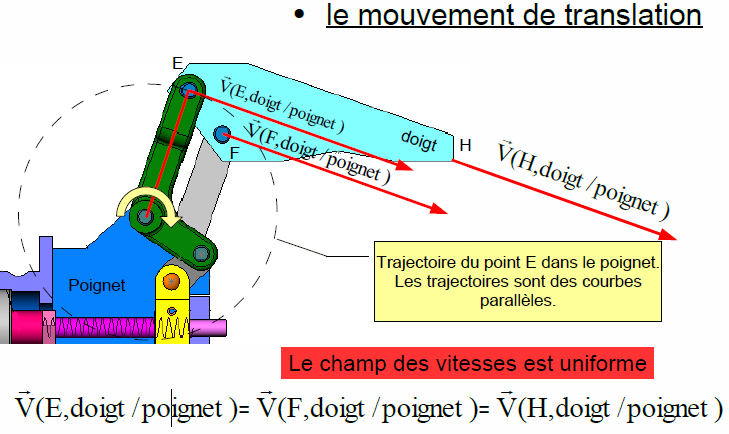 • le mouvement de translation
E
V⃗(E,doigt /poignet )
doigt
H
V⃗(F,doigt /poignet )
F
V⃗(H,doigt /poignet )
Poignet
Trajectoire du point E dans le poignet.
Les trajectoires sont des courbes
parallèles.
Le champ des vitesses est uniforme
V⃗(E,doigt /poignet )= V⃗(F,doigt /poignet )= V⃗(H,doigt /poignet )